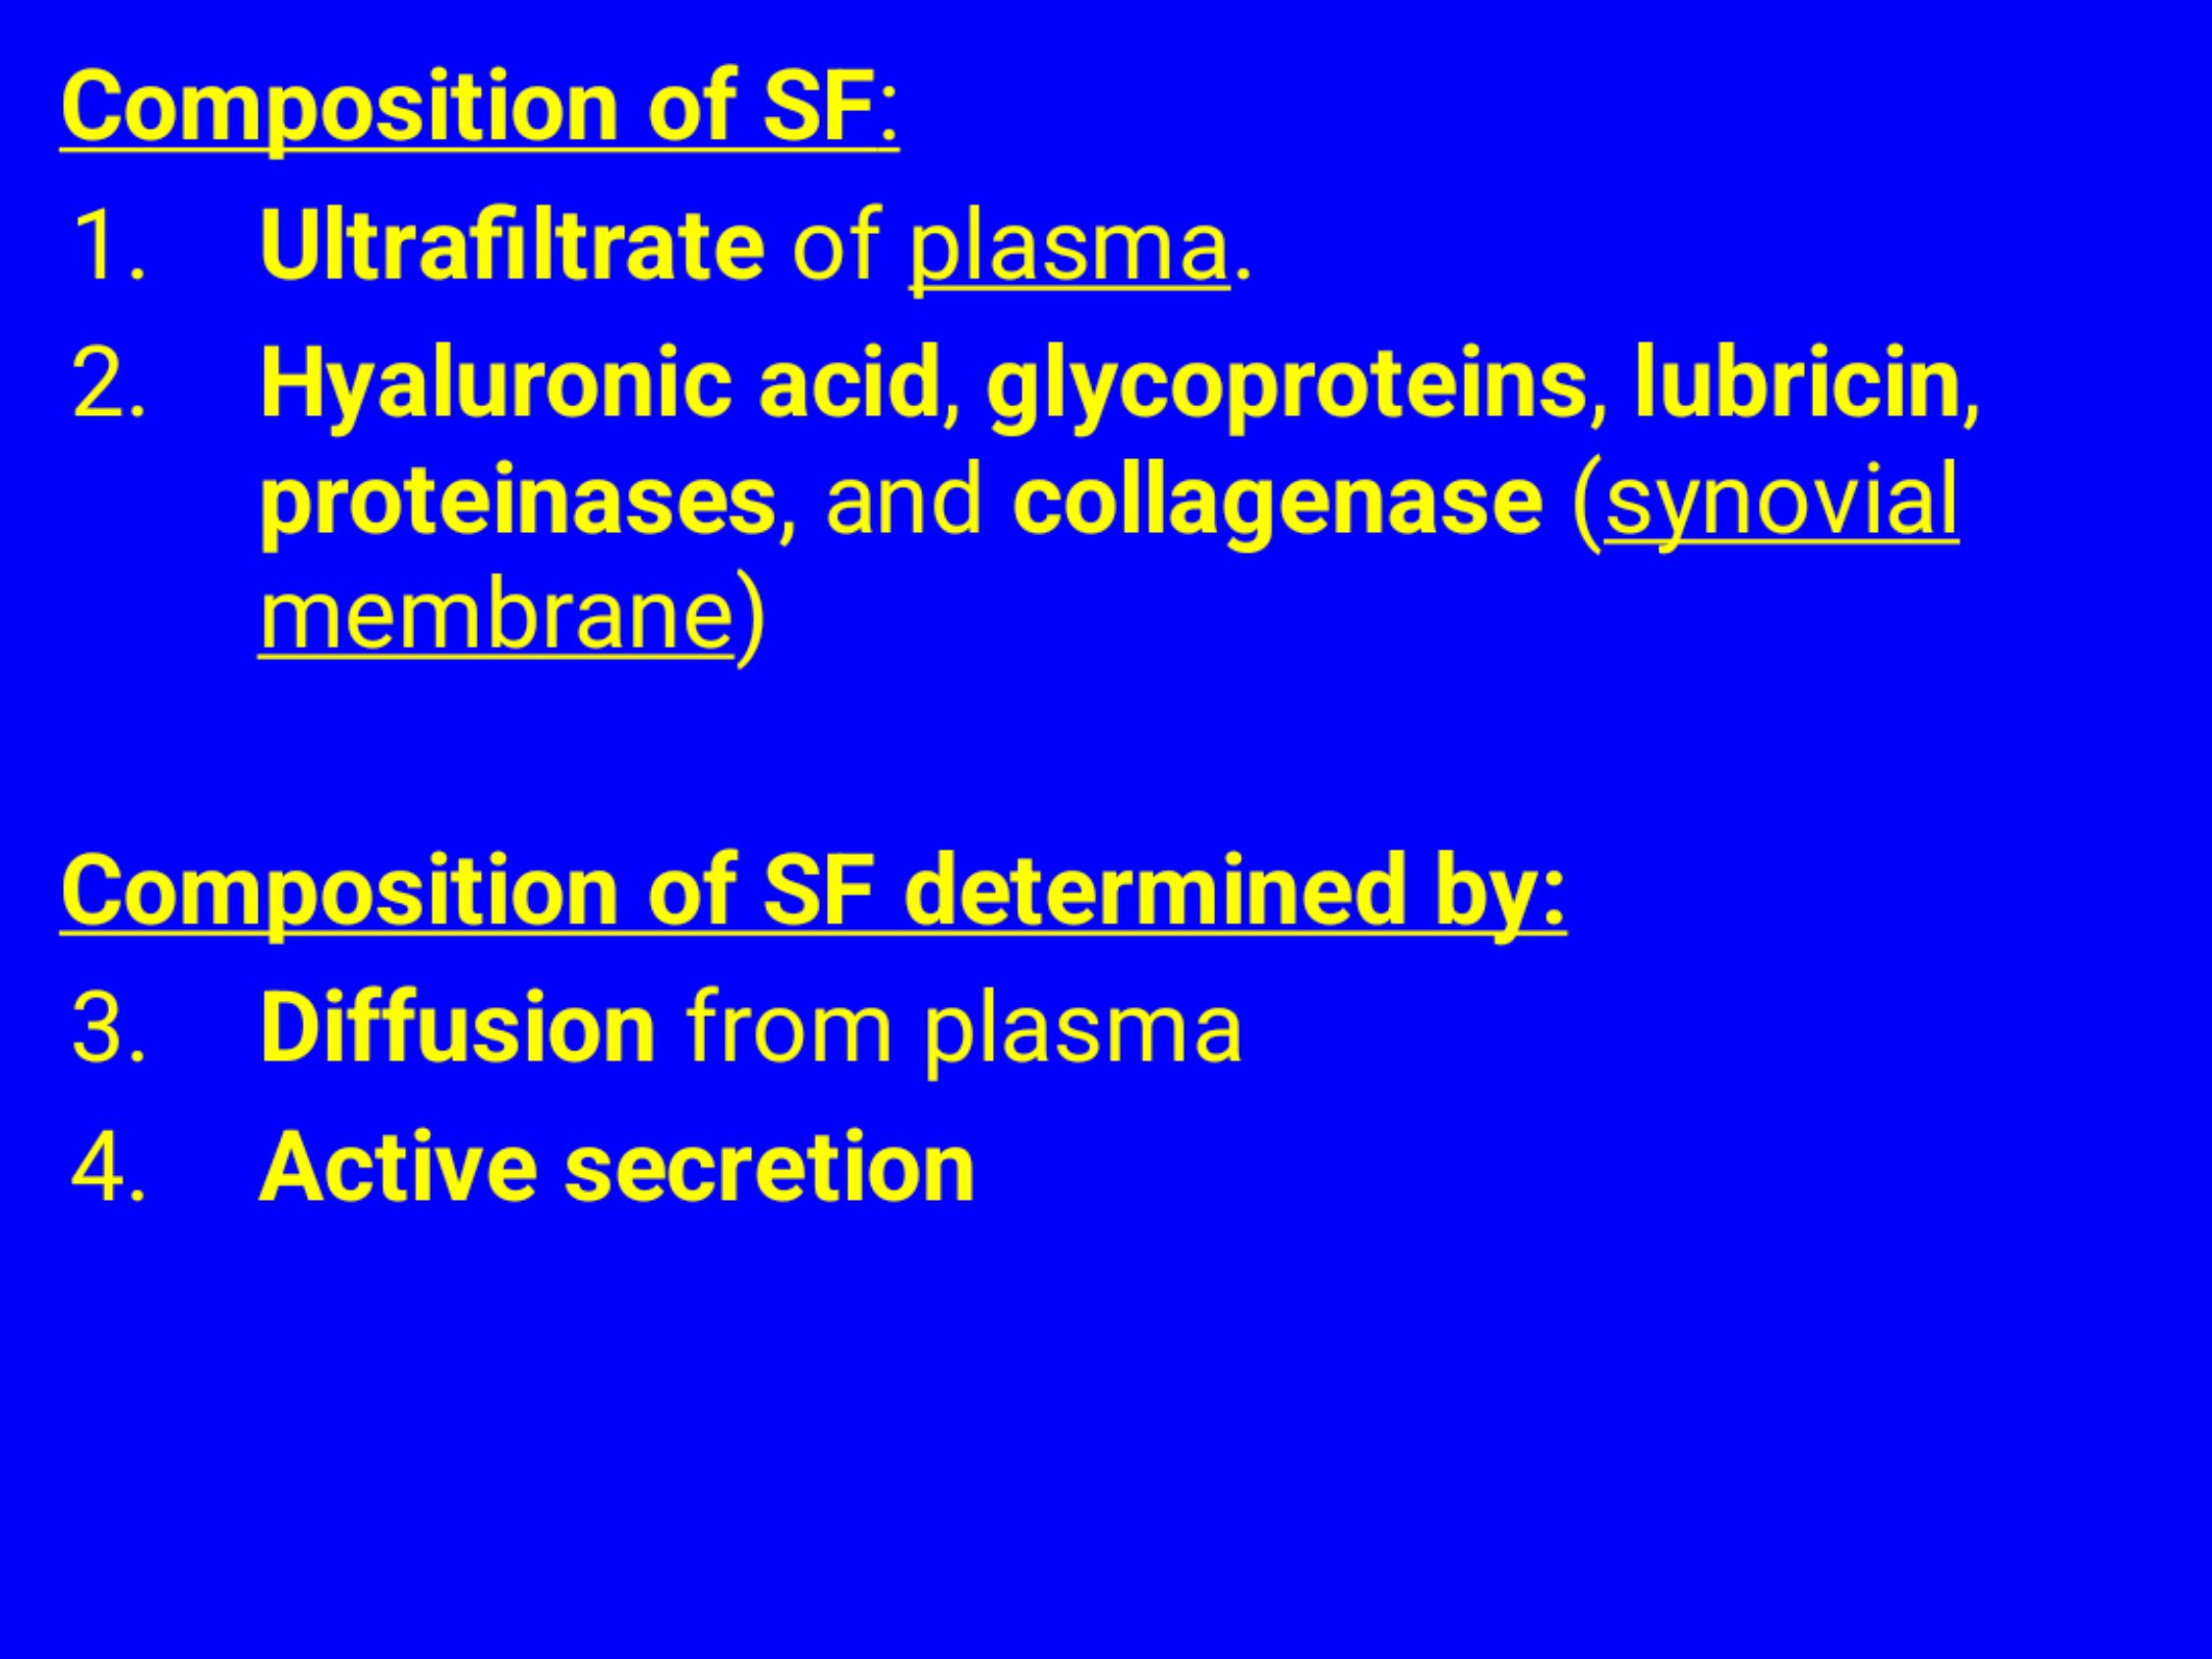 Composition of SF:
1. Ultrafiltrate of plasma.
2. Hyaluronic acid, glycoproteins, lubricin,
proteinases, and collagenase (synovial
membrane)
Composition of SF determined by:
3. Diffusion from plasma
4. Active secretion